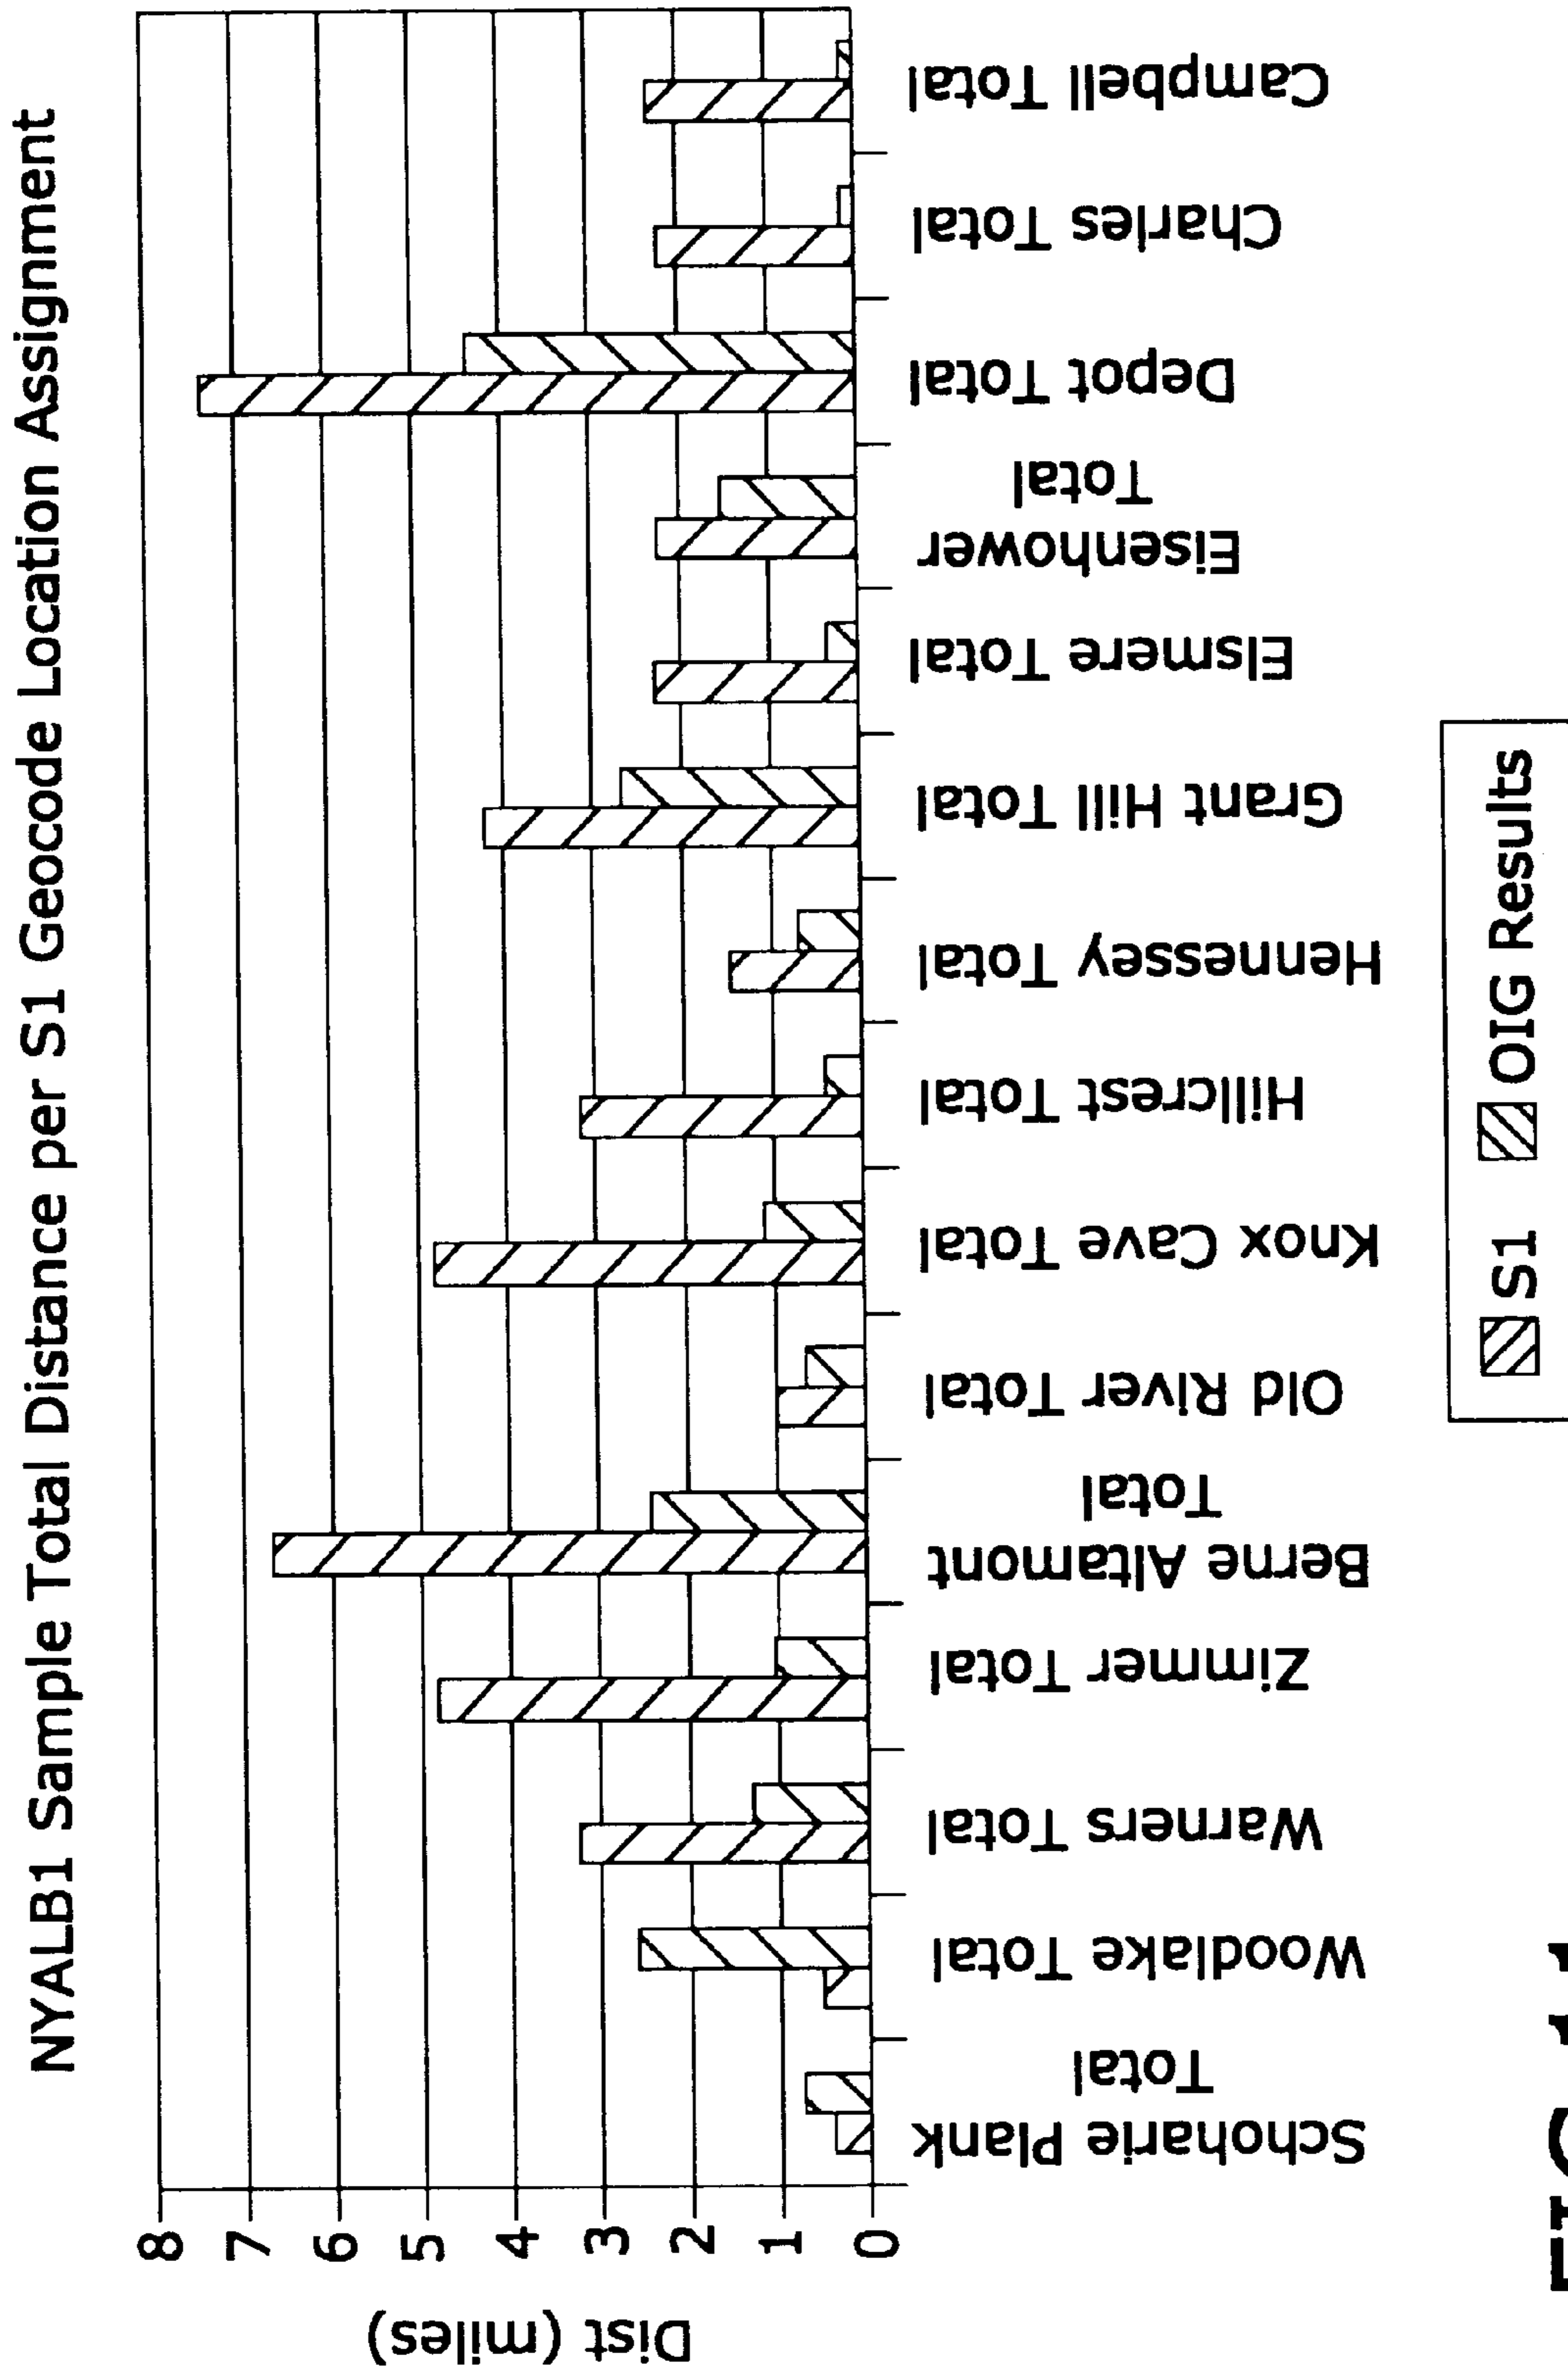 NYALB1 Sample Total Distance per S1 Geocode Location Assignment
Dist (miles)
8
7
6
5
4
3
2
1
0
Schoharie Plank
Total
Woodlake Total
Warners Total
Zimmer Total
Berne Altamont
Total
Old River Total
Knox Cave Total
Hillcrest Total
Hennessey Total
Grant Hill Total
Elsmere Total
Eisenhower
Total
Depot Total
Charles Total
Campbell Total
S1 OIG Results